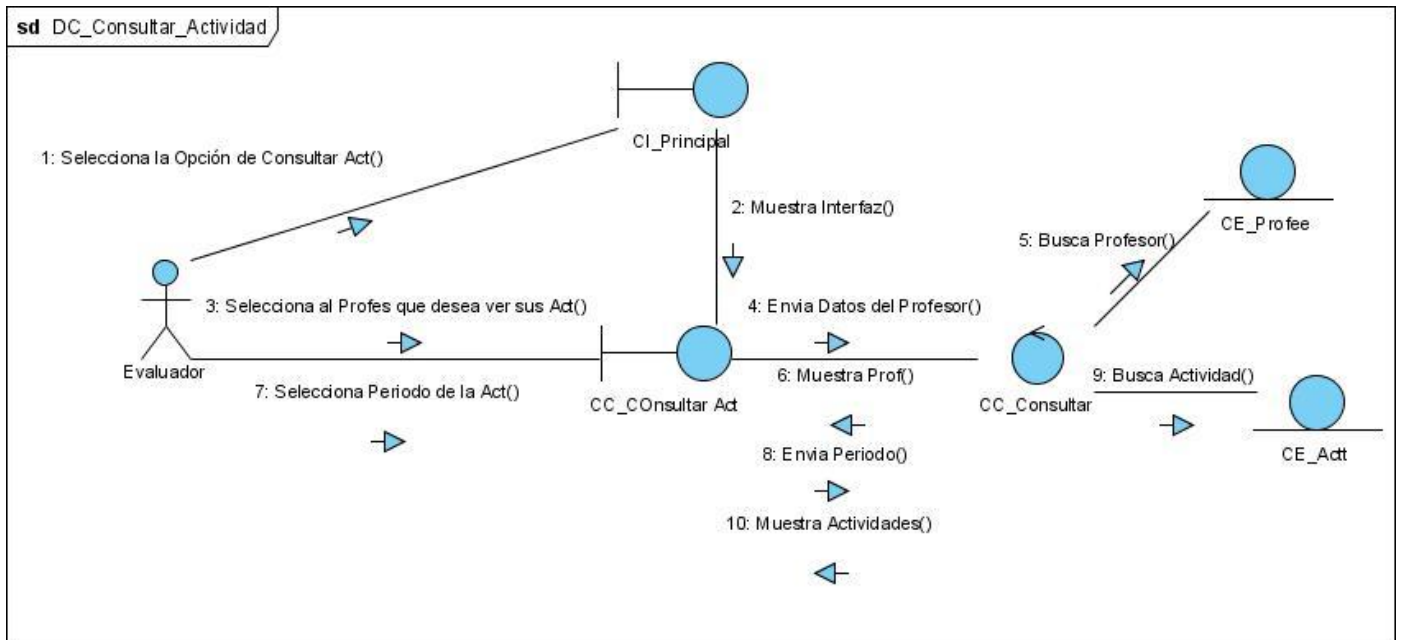 sd DC_Consultar_Actividad
CI_Principal
1: Selecciona la Opción de Consultar Act()
2: Muestra Interfaz()
CE_Profee
5: Busca Profesor()
3: Selecciona al Profes que desea ver sus Act()
4: Envia Datos del Profesor()
Evaluador
6: Muestra Prof()
9: Busca Actividad()
7: Selecciona Periodo de la Act()
CC_COnsultar Act
CC_Consultar
8: Envia Periodo()
CE_Actt
10: Muestra Actividades()